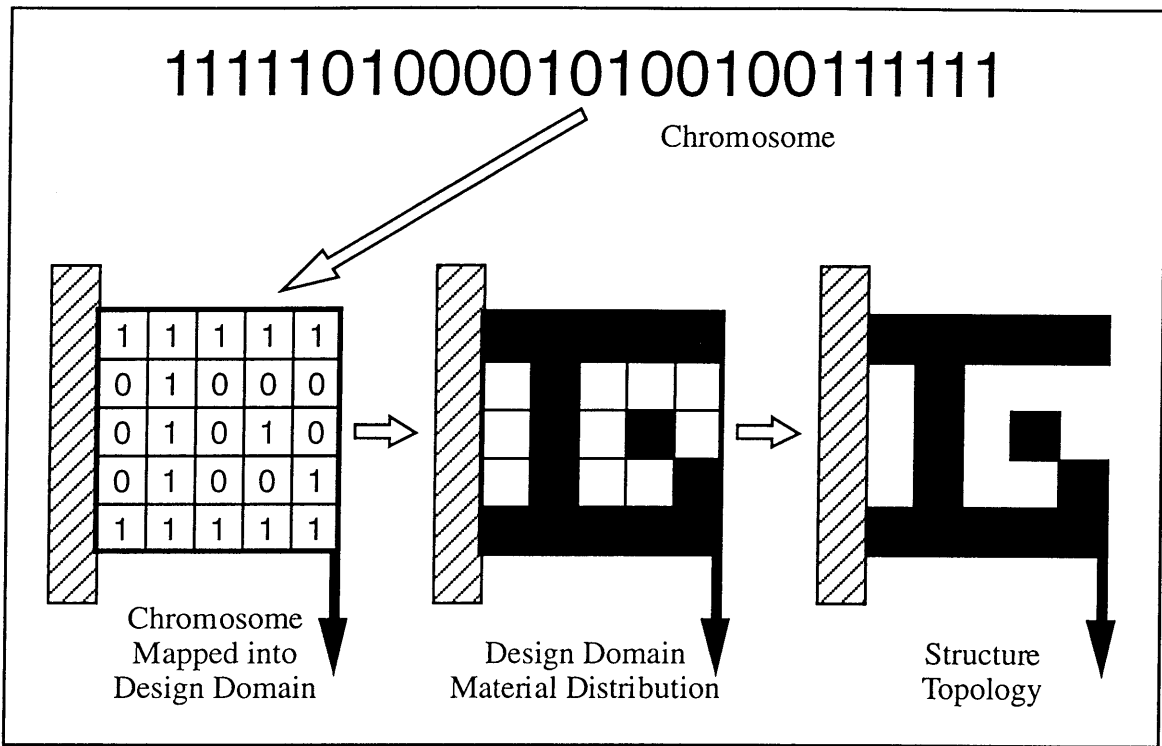 1111101000010100100111111
Chromosome
1 1 1 1 1
0 1 0 0 0
0 1 0 1 0
0 1 0 0 1
1 1 1 1 1
Chromosome
Mapped into
Design Domain
Design Domain
Material Distribution
Structure
Topology